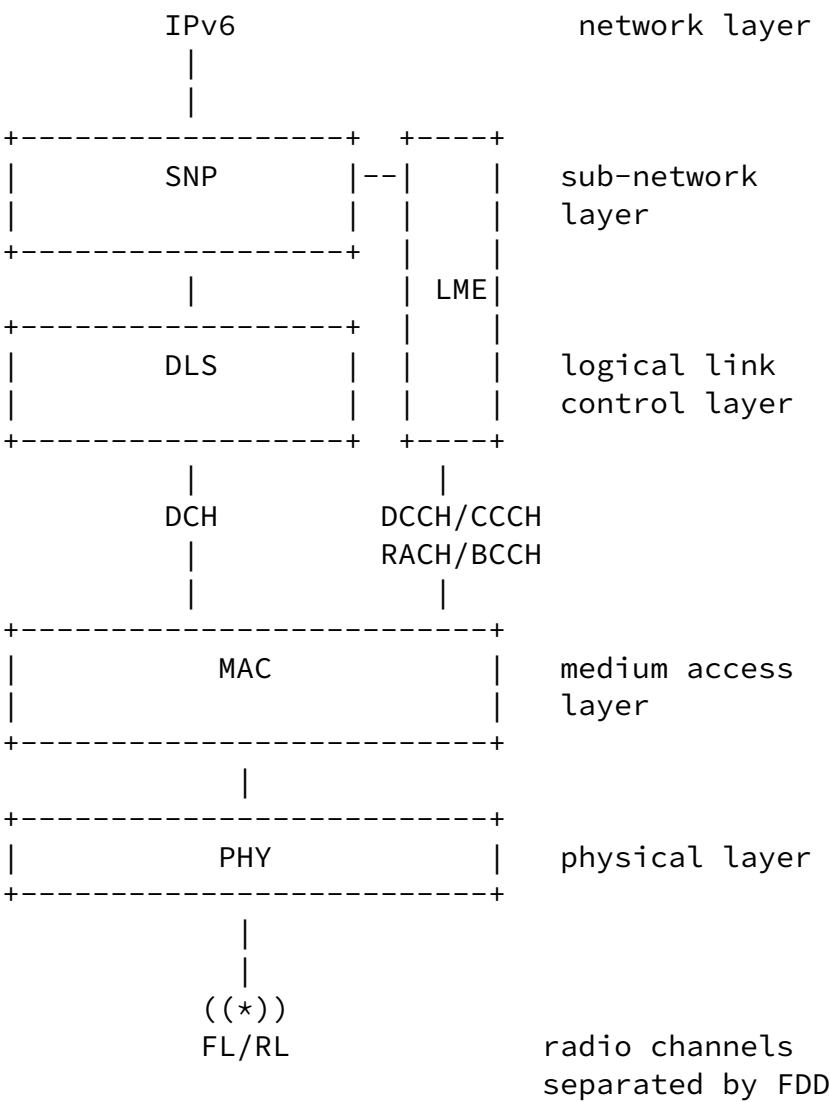 IPv6 network layer
SNP sub-network
layer
LME
DLS logical link
control layer
DCH DCCH/CCCH
RACH/BCCH
MAC medium access
layer
PHY physical layer
((*))
FL/RL radio channels
separated by FDD